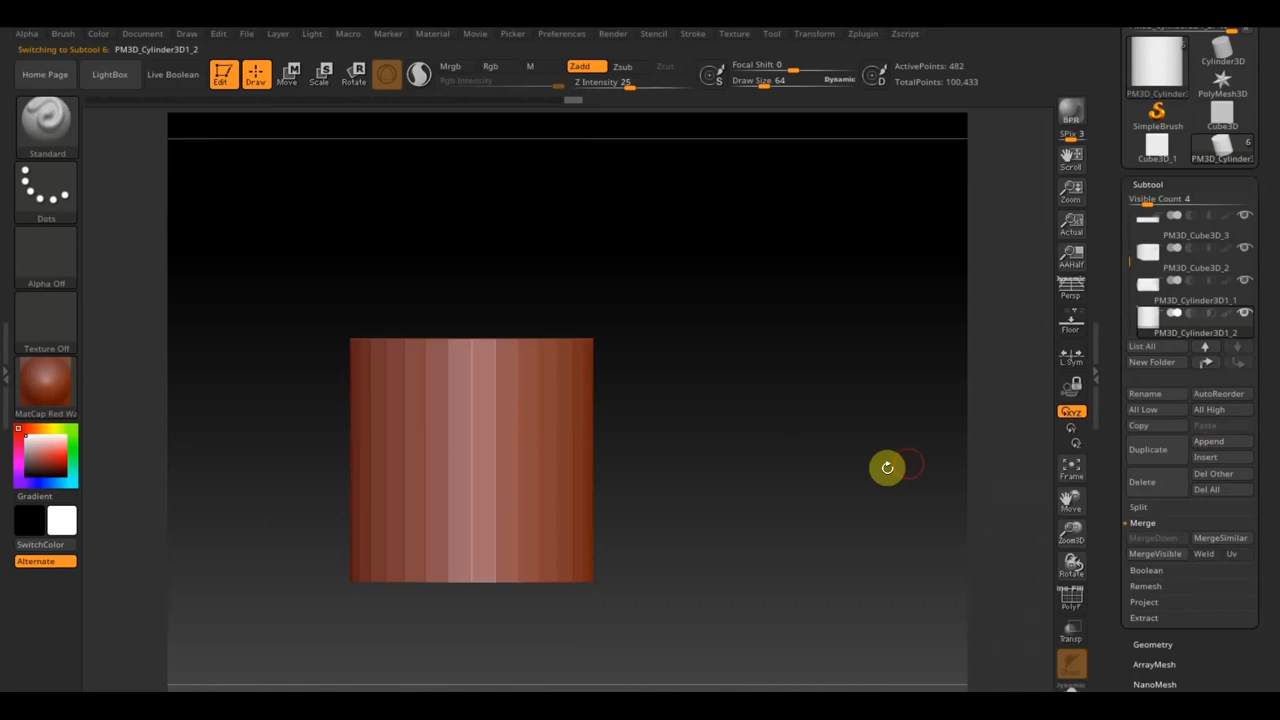 Alpha Brush Color Document Draw Edit File Layer Light Macro Marker Material Movie Picker Preferences Render Stencil Stroke Texture Tool Transform Zplugin Zscript
Switching to Subtool 6: PM3D_Cylinder3D1_2
Home Page LightBox Live Boolean Edit Draw Move Scale Rotate
Mrgb Rgb M Zadd Zsub Zcut
Rgb Intensity Z Intensity 25
Focal Shift 0
Draw Size 64 Dynamic
ActivePoints: 482
TotalPoints: 100,433
Standard
Dots
Alpha Off
Texture Off
MatCap Red Wa
Gradient
SwitchColor
Alternate
BPR
SPix 3
Scroll
Zoom
Actual
AAHalf
Dynamic
Persp
Floor
L.Sym
XYZ
Frame
Move
Zoom3D
Rotate
PolyF
Transp
Dynamic
6
PM3D_Cylinder:
Cylinder3D
PolyMesh3D
SimpleBrush
Cube3D
Cube3D_1
6
PM3D_Cylinder:
Subtool
Visible Count 4
PM3D_Cube3D_3
PM3D_Cube3D_2
PM3D_Cylinder3D1_1
PM3D_Cylinder3D1_2
List All
New Folder
Rename AutoReorder
All Low All High
Copy Paste
Duplicate Append
Insert
Delete Del Other
Del All
Split
Merge
MergeDown MergeSimilar
MergeVisible Weld Uv
Boolean
Remesh
Project
Extract
Geometry
ArrayMesh
NanoMesh